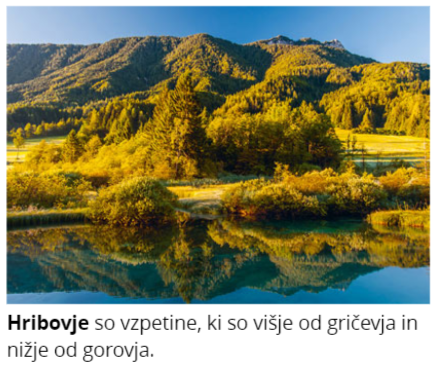 Hribovje so vzpetine, ki so višje od gričevja in
nižje od gorovja.